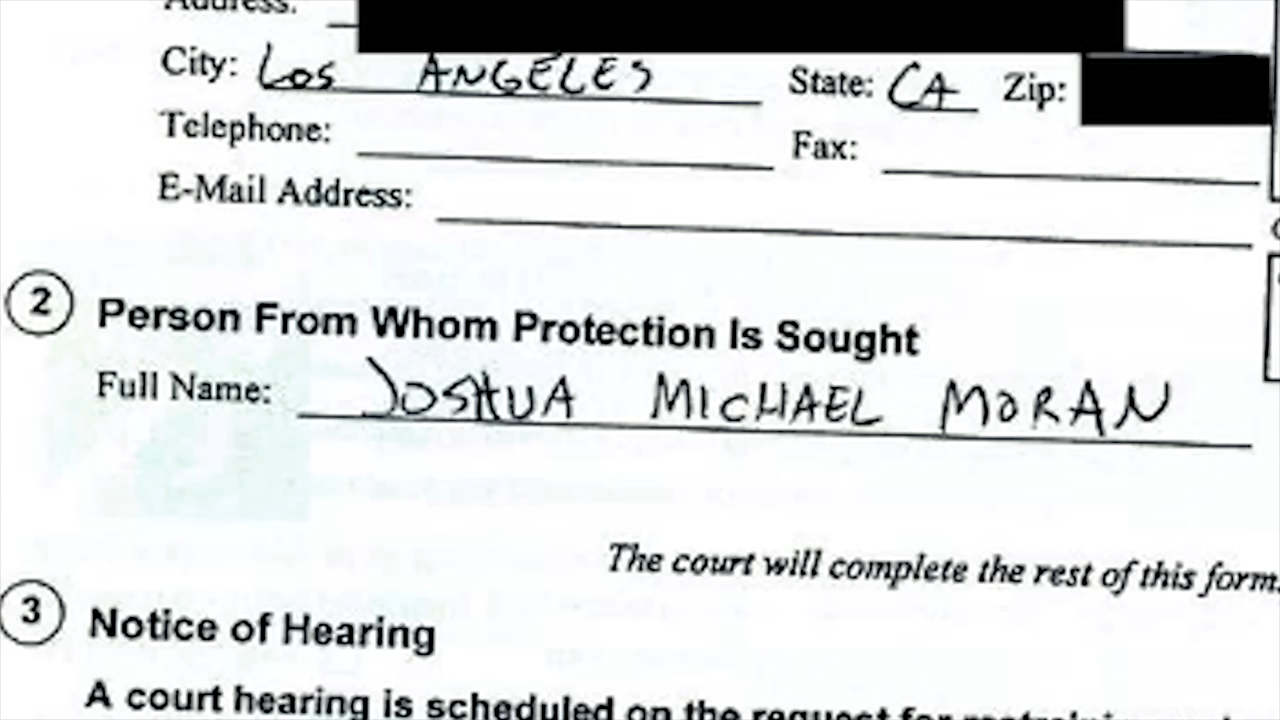 Address:
City: Los ANGELES State: CA Zip:
Telephone: Fax:
E-Mail Address:
2 Person From Whom Protection Is Sought
Full Name: JOSHUA MICHAEL MORAN
The court will complete the rest of this form.
3 Notice of Hearing
A court hearing is scheduled on the request for